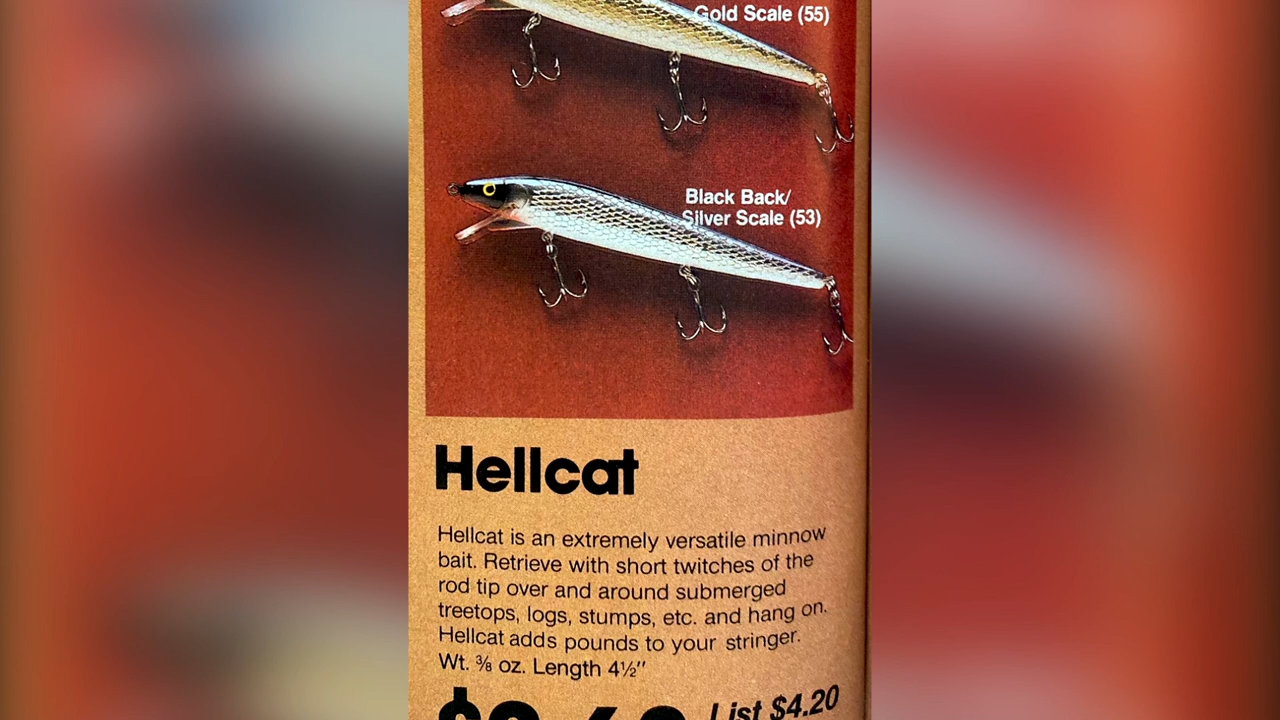 Gold Scale (55)
Black Back/
Silver Scale (53)
Hellcat
Hellcat is an extremely versatile minnow
bait. Retrieve with short twitches of the
rod tip over and around submerged
treetops, logs, stumps, etc. and hang on.
Hellcat adds pounds to your stringer.
Wt. ⅜ oz. Length 4½″
List $4.20